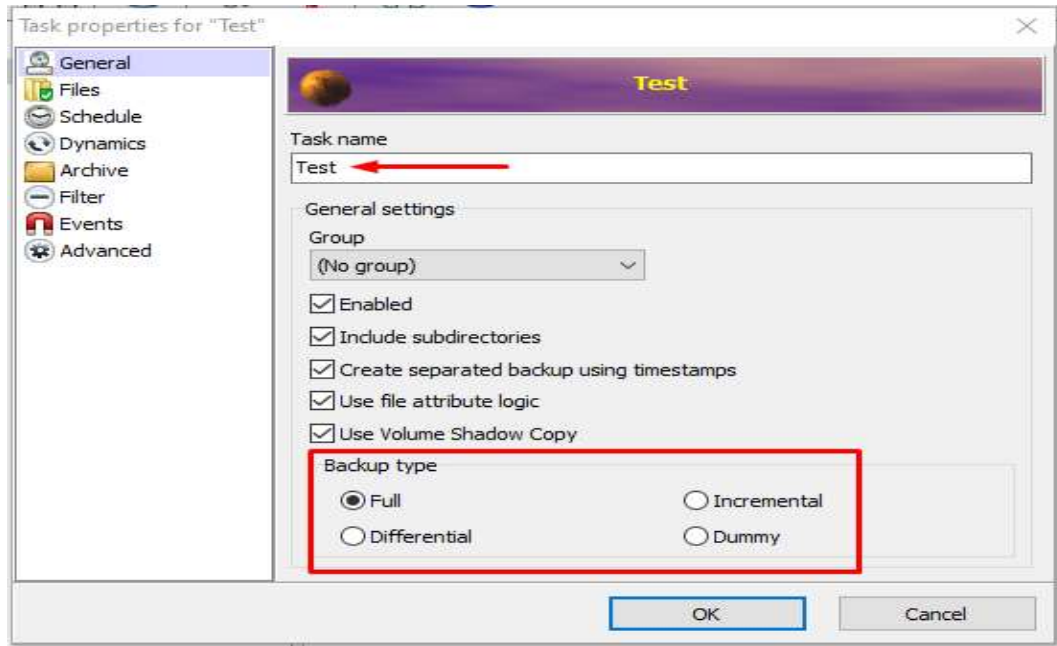 Task properties for "Test"
General
Files
Schedule
Dynamics
Archive
Filter
Events
Advanced
Test
Task name
Test
General settings
Group
(No group)
Enabled
Include subdirectories
Create separated backup using timestamps
Use file attribute logic
Use Volume Shadow Copy
Backup type
Full
Incremental
Differential
Dummy
OK
Cancel